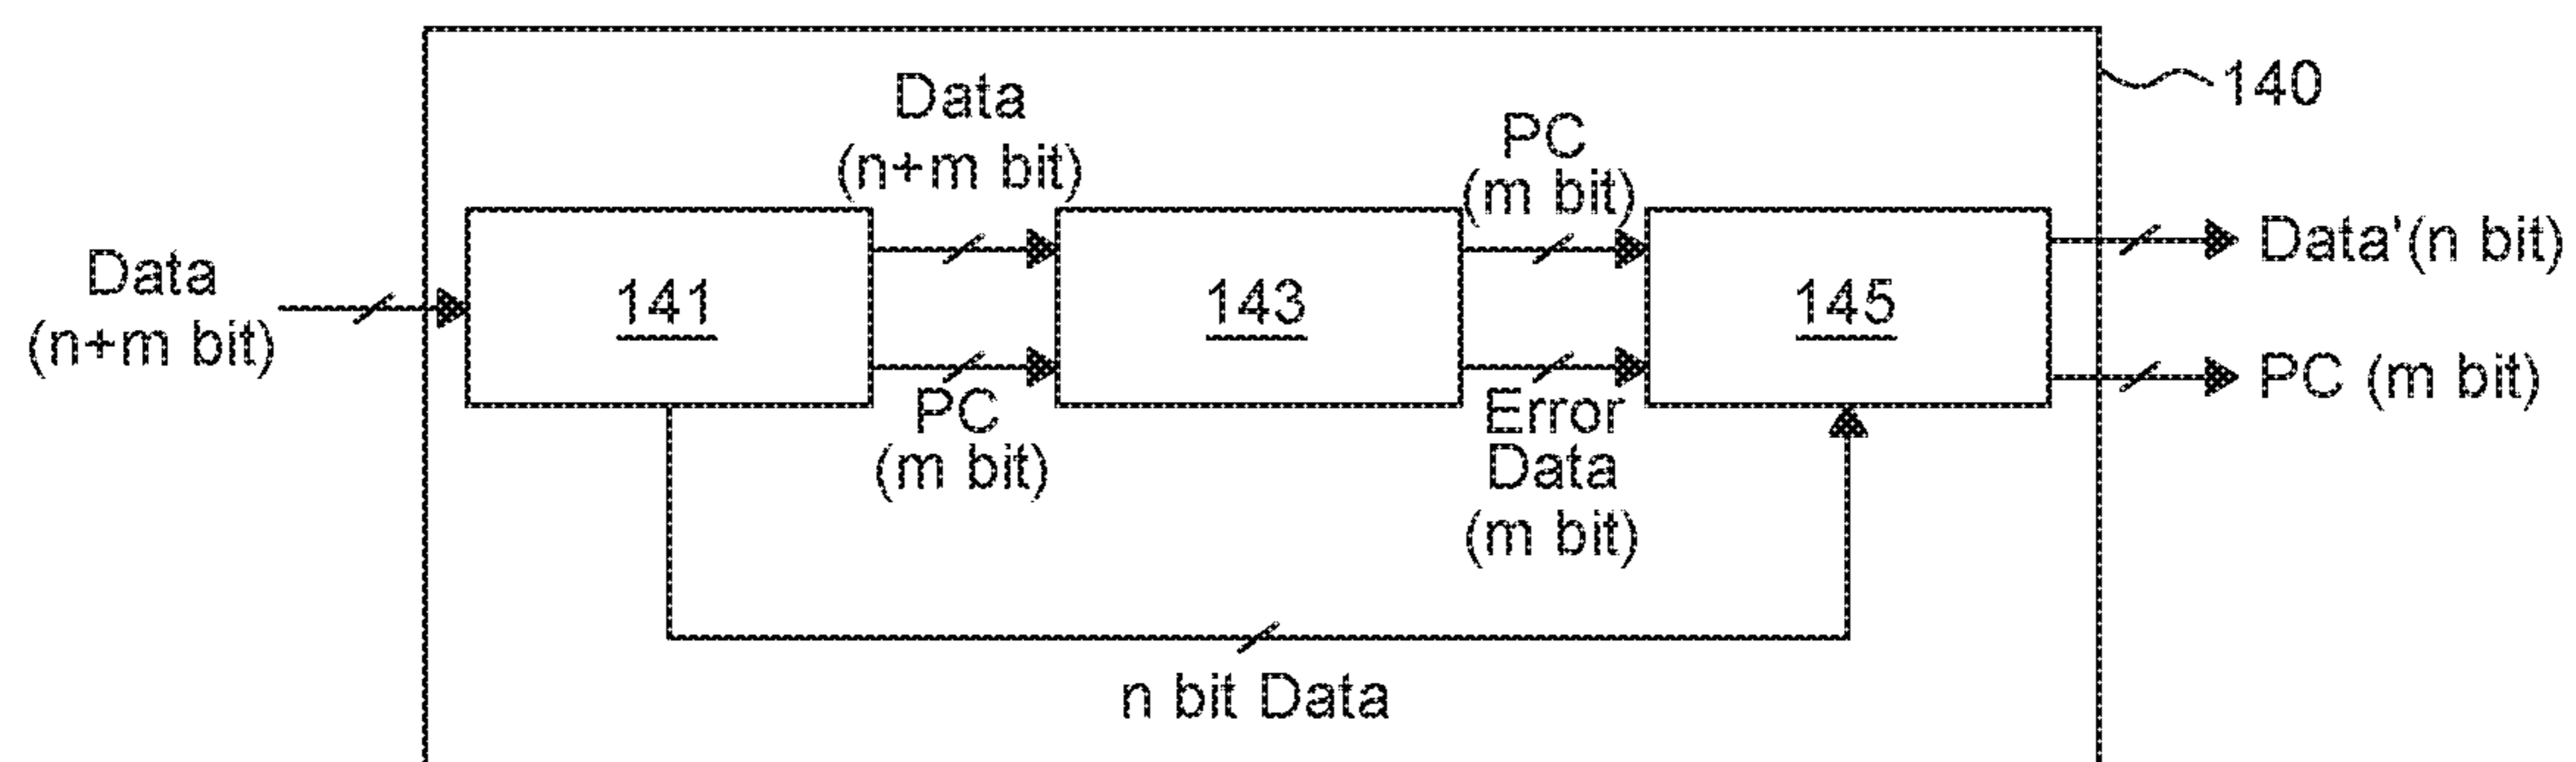 140
Data
(n+m bit)
PC
(m bit)
Data
(n+m bit)
141
143
145
Data'(n bit)
PC (m bit)
PC
(m bit)
Error
Data
(m bit)
n bit Data